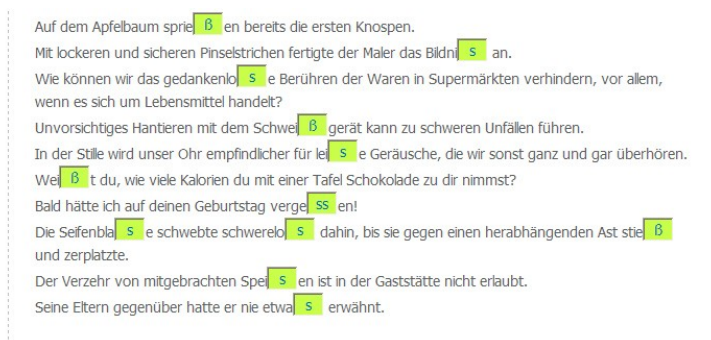 Auf dem Apfelbaum sprießen bereits die ersten Knospen.
Mit lockeren und sicheren Pinselstrichen fertigte der Maler das Bildnis an.
Wie können wir das gedankenlose Berühren der Waren in Supermärkten verhindern, vor allem,
wenn es sich um Lebensmittel handelt?
Unvorsichtiges Hantieren mit dem Schweißgerät kann zu schweren Unfällen führen.
In der Stille wird unser Ohr empfindlicher für leise Geräusche, die wir sonst ganz und gar überhören.
Weißt du, wie viele Kalorien du mit einer Tafel Schokolade zu dir nimmst?
Bald hätte ich auf deinen Geburtstag vergessen!
Die Seifenblase schwebte schwerelos dahin, bis sie gegen einen herabhängenden Ast stieß
und zerplatzte.
Der Verzehr von mitgebrachten Speisen ist in der Gaststätte nicht erlaubt.
Seine Eltern gegenüber hatte er nie etwas erwähnt.